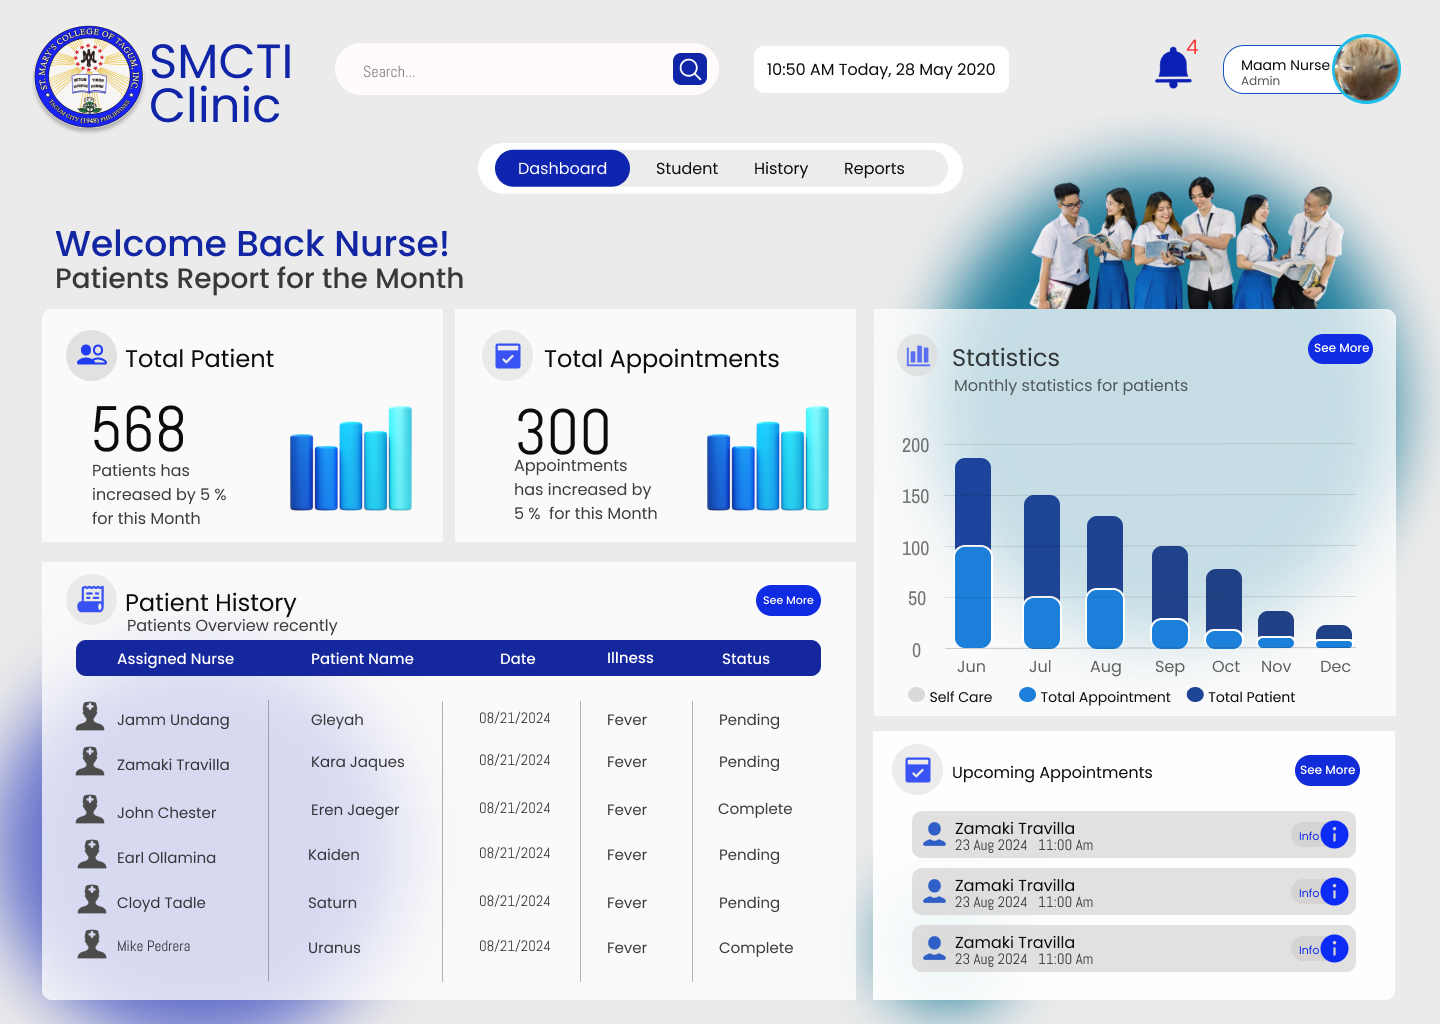 ST. MARY'S COLLEGE OF TAGUM, INC.
TAGUM CITY (1948) PHILIPPINES
SMCTI
Clinic
Search...
10:50 AM Today, 28 May 2020
4
Maam Nurse
Admin
Dashboard Student History Reports
Welcome Back Nurse!
Patients Report for the Month
Total Patient
568
Patients has
increased by 5 %
for this Month
Total Appointments
300
Appointments
has increased by
5 % for this Month
Statistics
See More
Monthly statistics for patients
200
150
100
50
0
Jun Jul Aug Sep Oct Nov Dec
Self Care Total Appointment Total Patient
Patient History
Patients Overview recently
See More
Assigned Nurse Patient Name Date Illness Status
Jamm Undang Gleyah 08/21/2024 Fever Pending
Zamaki Travilla Kara Jaques 08/21/2024 Fever Pending
John Chester Eren Jaeger 08/21/2024 Fever Complete
Earl Ollamina Kaiden 08/21/2024 Fever Pending
Cloyd Tadle Saturn 08/21/2024 Fever Pending
Mike Pedrera Uranus 08/21/2024 Fever Complete
Upcoming Appointments
See More
Zamaki Travilla
23 Aug 2024 11:00 Am
Info
Zamaki Travilla
23 Aug 2024 11:00 Am
Info
Zamaki Travilla
23 Aug 2024 11:00 Am
Info